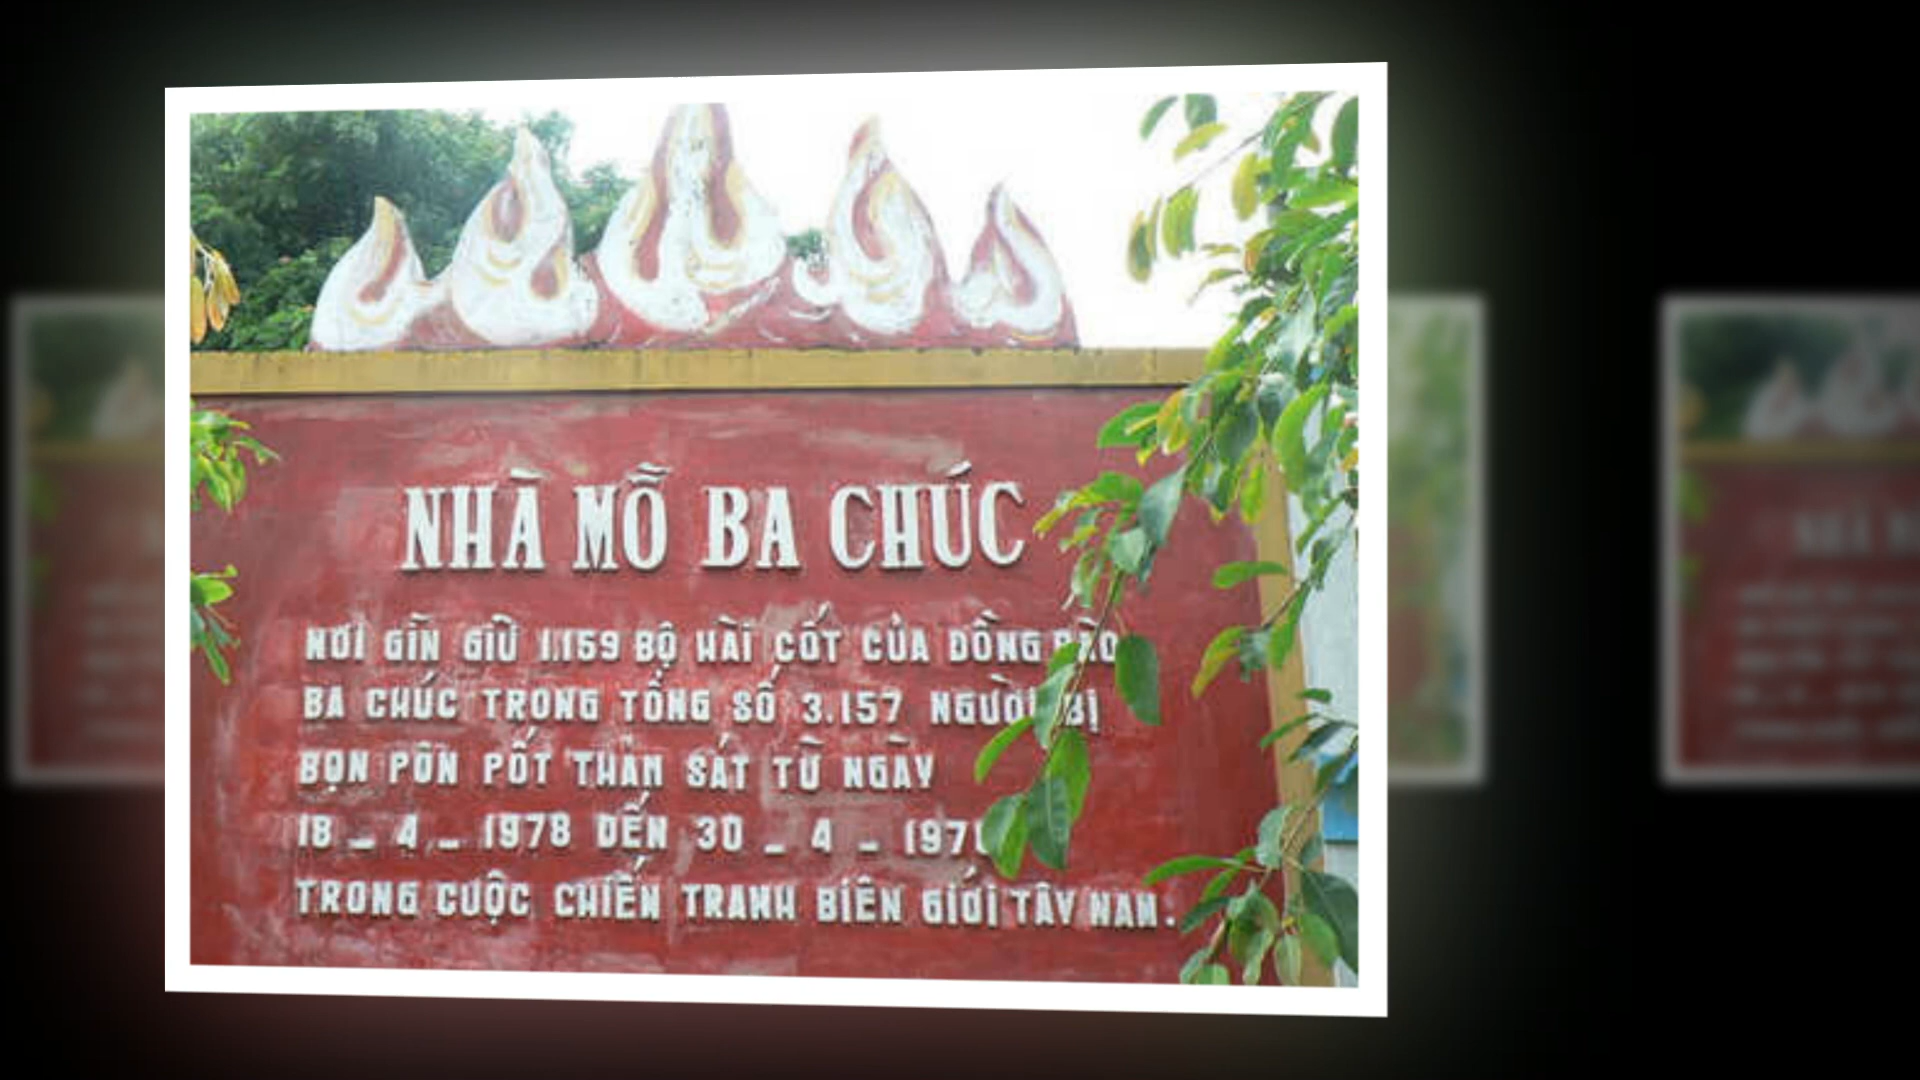 NHÀ MỒ BA CHÚC
NƠI GÌN GIỮ 1.159 BỘ HÀI CỐT CỦA ĐỒNG BÀO
BA CHÚC TRONG TỔNG SỐ 3.157 NGƯỜI BỊ
BỌN PÔN PỐT THẢM SÁT TỪ NGÀY
18 _ 4 _ 1978 ĐẾN 30 _ 4 _
TRONG CUỘC CHIẾN TRANH BIÊN GIỚI TÂY NAM.